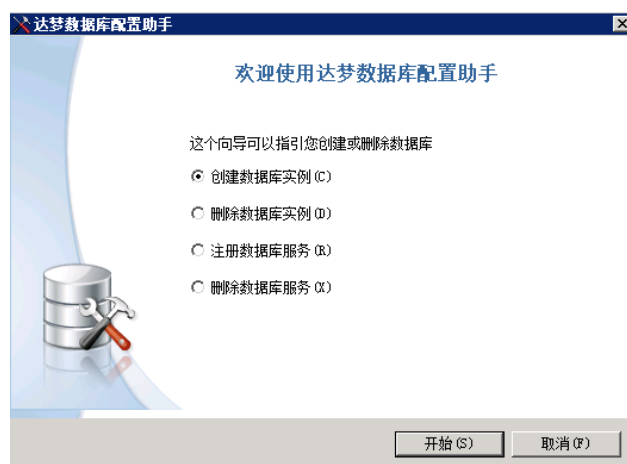 达梦数据库配置助手
欢迎使用达梦数据库配置助手
这个向导可以指引您创建或删除数据库
创建数据库实例(C)
删除数据库实例(D)
注册数据库服务(R)
删除数据库服务(X)
开始(S)
取消(F)